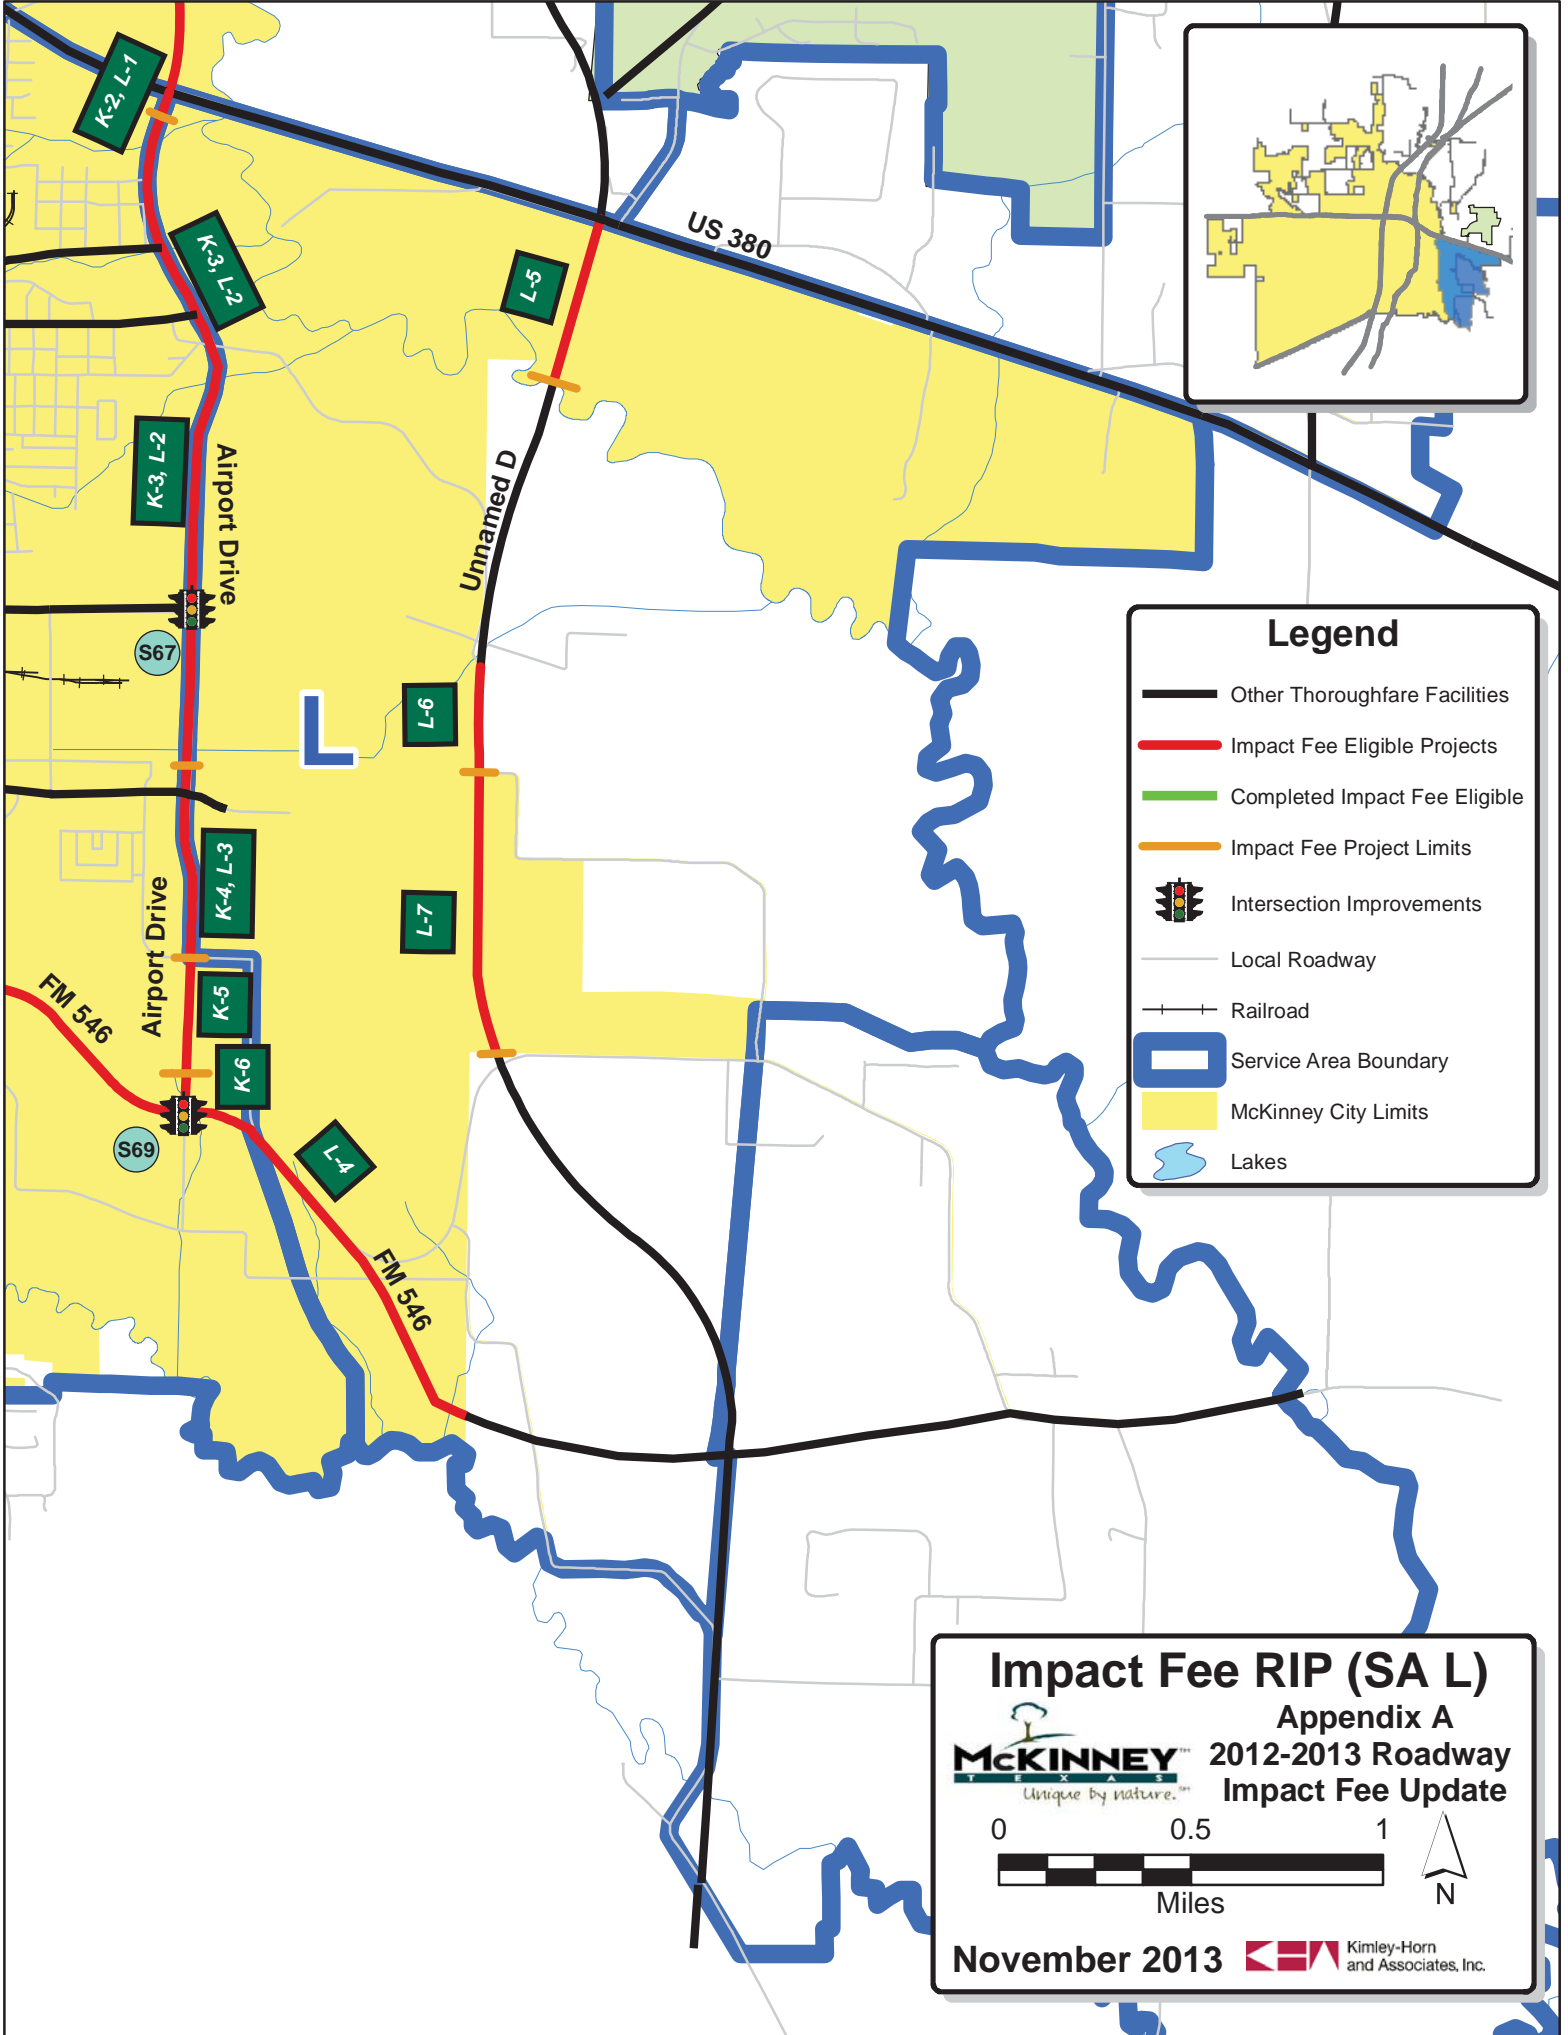 K-2, L-1
K-3, L-2
US 380
L-5
K-3, L-2
Airport Drive
Unnamed D
S67
L
L-6
K-4, L-3
L-7
Airport Drive
FM 546
K-5
K-6
S69
L-4
FM 546
Legend
Other Thoroughfare Facilities
Impact Fee Eligible Projects
Completed Impact Fee Eligible
Impact Fee Project Limits
Intersection Improvements
Local Roadway
Railroad
Service Area Boundary
McKinney City Limits
Lakes
Impact Fee RIP (SA L)
Appendix A
2012-2013 Roadway
Impact Fee Update
McKINNEY™
TEXAS
Unique by nature.℠
0 0.5 1
Miles
N
November 2013
Kimley-Horn
and Associates, Inc.